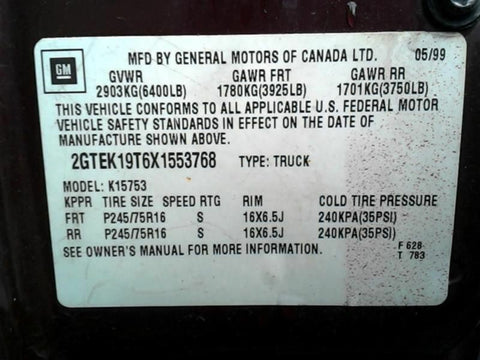 GM
MFD BY GENERAL MOTORS OF CANADA LTD. 05/99
GVWR GAWR FRT GAWR RR
2903KG(6400LB) 1780KG(3925LB) 1701KG(3750LB)
THIS VEHICLE CONFORMS TO ALL APPLICABLE U.S. FEDERAL MOTOR
VEHICLE SAFETY STANDARDS IN EFFECT ON THE DATE OF
MANUFACTURE SHOWN ABOVE.
2GTEK19T6X1553768 TYPE: TRUCK
MODEL: K15753
KPPR TIRE SIZE SPEED RTG RIM COLD TIRE PRESSURE
FRT P245/75R16 S 16X6.5J 240KPA(35PSI)
RR P245/75R16 S 16X6.5J 240KPA(35PSI)
SEE OWNER'S MANUAL FOR MORE INFORMATION. F 628
T 783